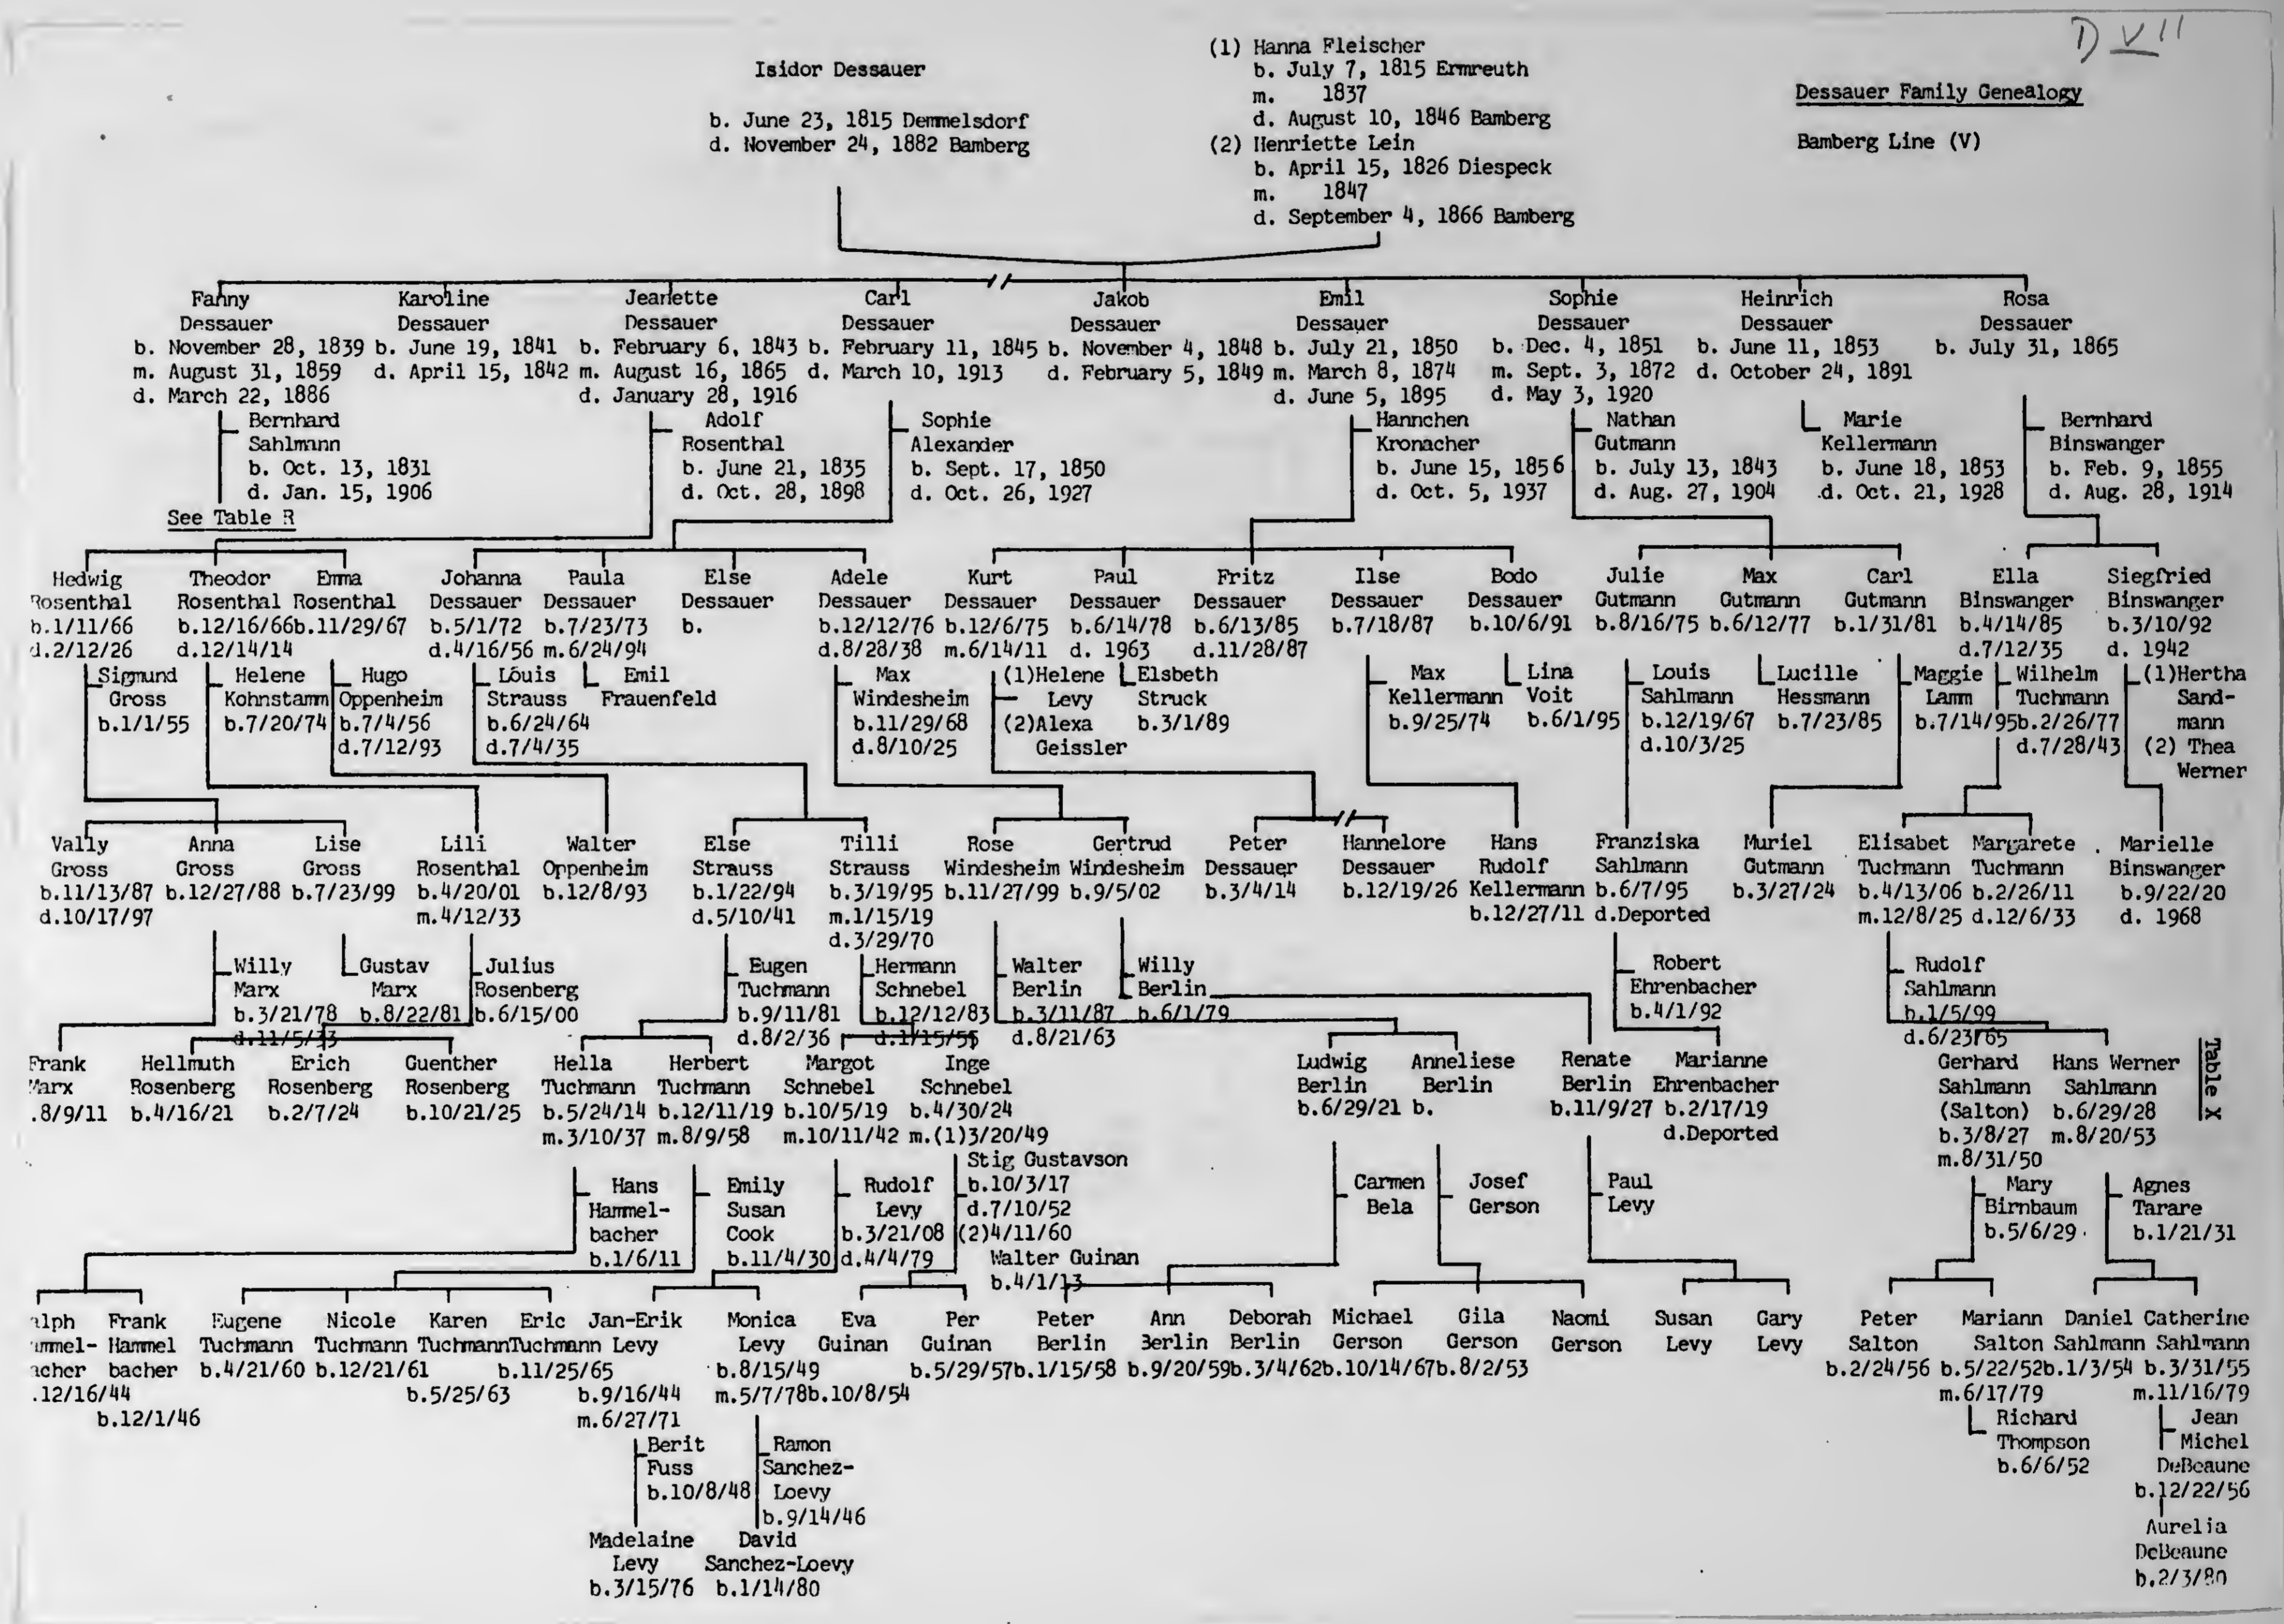 D VII
Dessauer Family Genealogy
Bamberg Line (V)
Isidor Dessauer
b. June 23, 1815 Demmelsdorf
d. November 24, 1882 Bamberg
(1) Hanna Fleischer
b. July 7, 1815 Ermreuth
m. 1837
d. August 10, 1846 Bamberg
(2) Henriette Lein
b. April 15, 1826 Diespeck
m. 1847
d. September 4, 1866 Bamberg
Fanny
Dessauer
b. November 28, 1839
m. August 31, 1859
d. March 22, 1886
Bernhard
Sahlmann
b. Oct. 13, 1831
d. Jan. 15, 1906
See Table R
Karoline
Dessauer
b. June 19, 1841
d. April 15, 1842
Jeanette
Dessauer
b. February 6, 1843
m. August 16, 1865
d. January 28, 1916
Adolf
Rosenthal
b. June 21, 1835
d. Oct. 28, 1898
Carl
Dessauer
b. February 11, 1845
d. March 10, 1913
Sophie
Alexander
b. Sept. 17, 1850
d. Oct. 26, 1927
Jakob
Dessauer
b. November 4, 1848
d. February 5, 1849
Emil
Dessauer
b. July 21, 1850
m. March 8, 1874
d. June 5, 1895
Hannchen
Kronacher
b. June 15, 1856
d. Oct. 5, 1937
Sophie
Dessauer
b. Dec. 4, 1851
m. Sept. 3, 1872
d. May 3, 1920
Nathan
Gutmann
b. July 13, 1843
d. Aug. 27, 1904
Heinrich
Dessauer
b. June 11, 1853
d. October 24, 1891
Marie
Kellermann
b. June 18, 1853
d. Oct. 21, 1928
Rosa
Dessauer
b. July 31, 1865
Bernhard
Binswanger
b. Feb. 9, 1855
d. Aug. 28, 1914
Hedwig
Rosenthal
b.1/11/66
d.2/12/26
Sigmund
Gross
b.1/1/55
Theodor
Rosenthal
b.12/16/66
d.12/14/14
Helene
Kohnstamm
b.7/20/74
Emma
Rosenthal
b.11/29/67
Hugo
Oppenheim
b.7/4/56
d.7/12/93
Johanna
Dessauer
b.5/1/72
d.4/16/56
Louis
Strauss
b.6/24/64
d.7/4/35
Paula
Dessauer
b.7/23/73
m.6/24/94
Emil
Frauenfeld
Else
Dessauer
b.
Adele
Dessauer
b.12/12/76
d.8/28/38
Max
Windesheim
b.11/29/68
d.8/10/25
Kurt
Dessauer
b.12/6/75
m.6/14/11
(1)Helene
Levy
(2)Alexa
Geissler
Paul
Dessauer
b.6/14/78
d. 1963
Elsbeth
Struck
b.3/1/89
Fritz
Dessauer
b.6/13/85
d.11/28/87
Ilse
Dessauer
b.7/18/87
Max
Kellermann
b.9/25/74
Bodo
Dessauer
b.10/6/91
Lina
Voit
b.6/1/95
Julie
Gutmann
b.8/16/75
Louis
Sahlmann
b.12/19/67
d.10/3/25
Max
Gutmann
b.6/12/77
Lucille
Hessmann
b.7/23/85
Carl
Gutmann
b.1/31/81
Maggie
Lamm
b.7/14/95
Ella
Binswanger
b.4/14/85
d.7/12/35
Wilhelm
Tuchmann
b.2/26/77
d.7/28/43
Siegfried
Binswanger
b.3/10/92
d. 1942
(1)Hertha
Sand-
mann
(2) Thea
Werner
Vally
Gross
b.11/13/87
d.10/17/97
Anna
Gross
b.12/27/88
Willy
Marx
b.3/21/78
d.11/5/33
Lise
Gross
b.7/23/99
Gustav
Marx
b.8/22/81
Lili
Rosenthal
b.4/20/01
m.4/12/33
Julius
Rosenberg
b.6/15/00
Walter
Oppenheim
b.12/8/93
Else
Strauss
b.1/22/94
d.5/10/41
Eugen
Tuchmann
b.9/11/81
d.8/2/36
Tilli
Strauss
b.3/19/95
m.1/15/19
d.3/29/70
Hermann
Schnebel
b.12/12/83
d.1/15/55
Rose
Windesheim
b.11/27/99
Walter
Berlin
b.3/11/87
d.8/21/63
Gertrud
Windesheim
b.9/5/02
Willy
Berlin
b.6/1/79
Peter
Dessauer
b.3/4/14
Hannelore
Dessauer
b.12/19/26
Hans
Rudolf
Kellermann
b.12/27/11
Franziska
Sahlmann
b.6/7/95
d.Deported
Robert
Ehrenbacher
b.4/1/92
Muriel
Gutmann
b.3/27/24
Elisabet
Tuchmann
b.4/13/06
m.12/8/25
Rudolf
Sahlmann
b.1/5/99
d.6/23/65
Margarete
Tuchmann
b.2/26/11
d.12/6/33
Marielle
Binswanger
b.9/22/20
d. 1968
Frank
Marx
.8/9/11
Hellmuth
Rosenberg
b.4/16/21
Erich
Rosenberg
b.2/7/24
Guenther
Rosenberg
b.10/21/25
Hella
Tuchmann
b.5/24/14
m.3/10/37
Hans
Hammel-
bacher
b.1/6/11
Herbert
Tuchmann
b.12/11/19
m.8/9/58
Emily
Susan
Cook
b.11/4/30
Margot
Schnebel
b.10/5/19
m.10/11/42
Rudolf
Levy
b.3/21/08
d.4/4/79
Inge
Schnebel
b.4/30/24
m.(1)3/20/49
Stig Gustavson
b.10/3/17
d.7/10/52
(2)4/11/60
Walter Guinan
b.4/1/13
Ludwig
Berlin
b.6/29/21
Carmen
Bela
Anneliese
Berlin
b.
Josef
Gerson
Renate
Berlin
b.11/9/27
Paul
Levy
Marianne
Ehrenbacher
b.2/17/19
d.Deported
Gerhard
Sahlmann
(Salton)
b.3/8/27
m.8/31/50
Mary
Birnbaum
b.5/6/29
Hans Werner
Sahlmann
b.6/29/28
m.8/20/53
Agnes
Tarare
b.1/21/31
Table X
alph
ammel-
acher
.12/16/44
Frank
Hammel
bacher
b.12/1/46
Eugene
Tuchmann
b.4/21/60
Nicole
Tuchmann
b.12/21/61
Karen
Tuchmann
b.5/25/63
Eric
Tuchmann
b.11/25/65
Jan-Erik
Levy
b.9/16/44
m.6/27/71
Berit
Fuss
b.10/8/48
Madelaine
Levy
b.3/15/76
Monica
Levy
b.8/15/49
m.5/7/78
Ramon
Sanchez-
Loevy
b.9/14/46
David
Sanchez-Loevy
b.1/14/80
Eva
Guinan
b.10/8/54
Per
Guinan
b.5/29/57
Peter
Berlin
b.1/15/58
Ann
Berlin
b.9/20/59
Deborah
Berlin
b.3/4/62
Michael
Gerson
b.10/14/67
Gila
Gerson
b.8/2/53
Naomi
Gerson
Susan
Levy
Gary
Levy
Peter
Salton
b.2/24/56
Mariann
Salton
b.5/22/52
m.6/17/79
Richard
Thompson
b.6/6/52
Daniel
Sahlmann
b.1/3/54
Catherine
Sahlmann
b.3/31/55
m.11/16/79
Jean
Michel
DeBeaune
b.12/22/56
Aurelia
DeBeaune
b.2/3/80